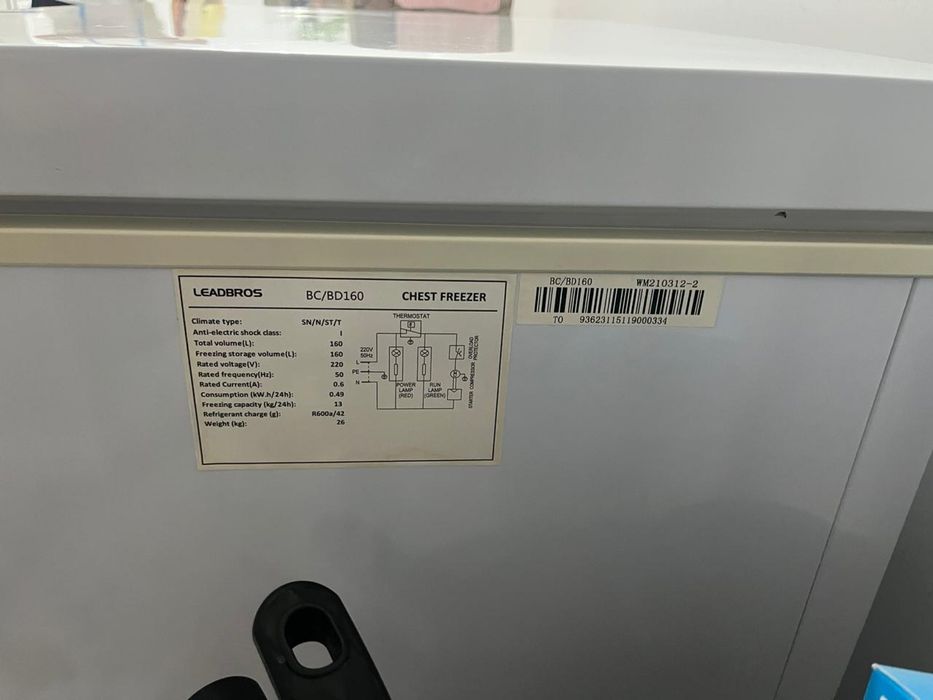 LEADBROS BC/BD160 CHEST FREEZER
Climate type: SN/N/ST/T
Anti-electric shock class: I
Total volume(L): 160
Freezing storage volume(L): 160
Rated voltage(V): 220
Rated frequency(Hz): 50
Rated Current(A): 0.6
Consumption (kW.h/24h): 0.49
Freezing capacity (kg/24h): 13
Refrigerant charge (g): R600a/42
Weight (kg): 26
THERMOSTAT
220V
50Hz
L
PE
N
POWER
LAMP
(RED)
RUN
LAMP
(GREEN)
OVERLOAD
PROTECTOR
COMPRESSOR
STARTER
BC/BD160 WM210312-2
TO 93623115119000334